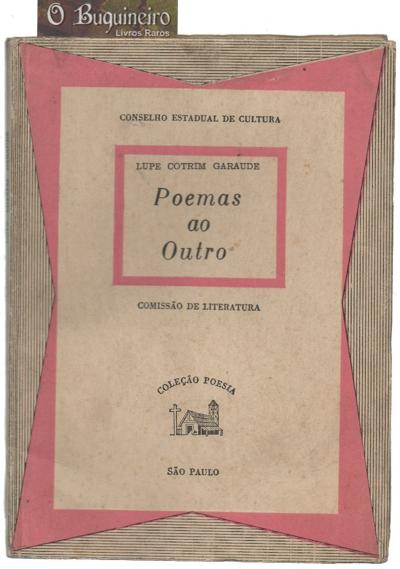 O Buquineiro
Livros Raros
CONSELHO ESTADUAL DE CULTURA
LUPE COTRIM GARAUDE
Poemas
ao
Outro
COMISSÃO DE LITERATURA
COLEÇÃO POESIA
SÃO PAULO